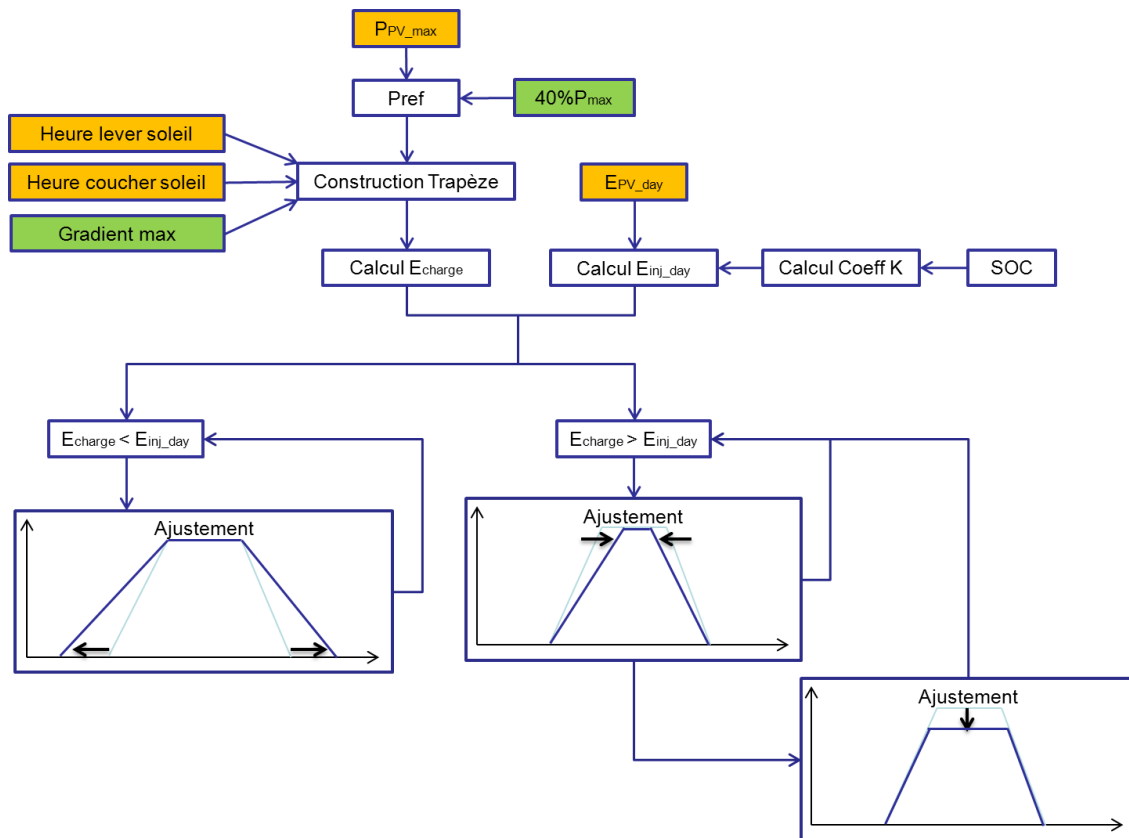 PPV_max
Pref
40%Pmax
Heure lever soleil
Heure coucher soleil
Gradient max
Construction Trapèze
EPV_day
Calcul Echarge
Calcul Einj_day
Calcul Coeff K
SOC
Echarge < Einj_day
Echarge > Einj_day
Ajustement
Ajustement
Ajustement